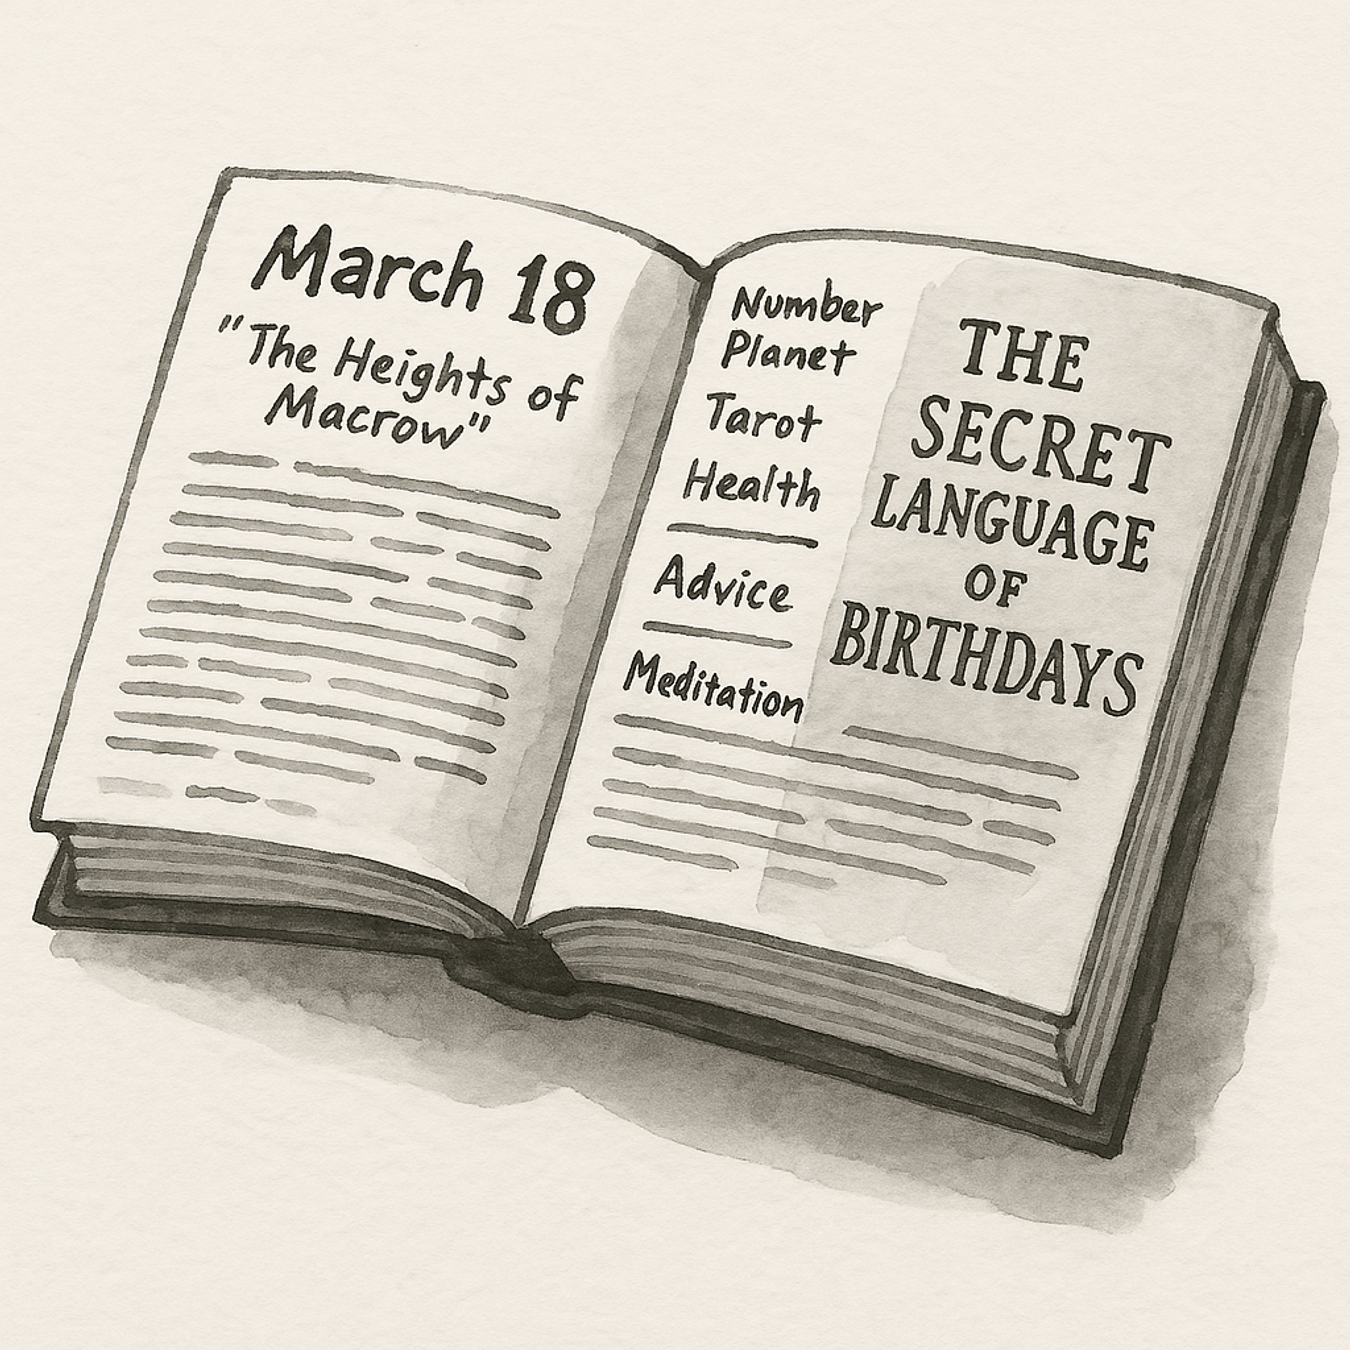 March 18
"The Heights of
Macrow"
Number
Planet
Tarot
Health
Advice
Meditation
THE
SECRET
LANGUAGE
OF
BIRTHDAYS